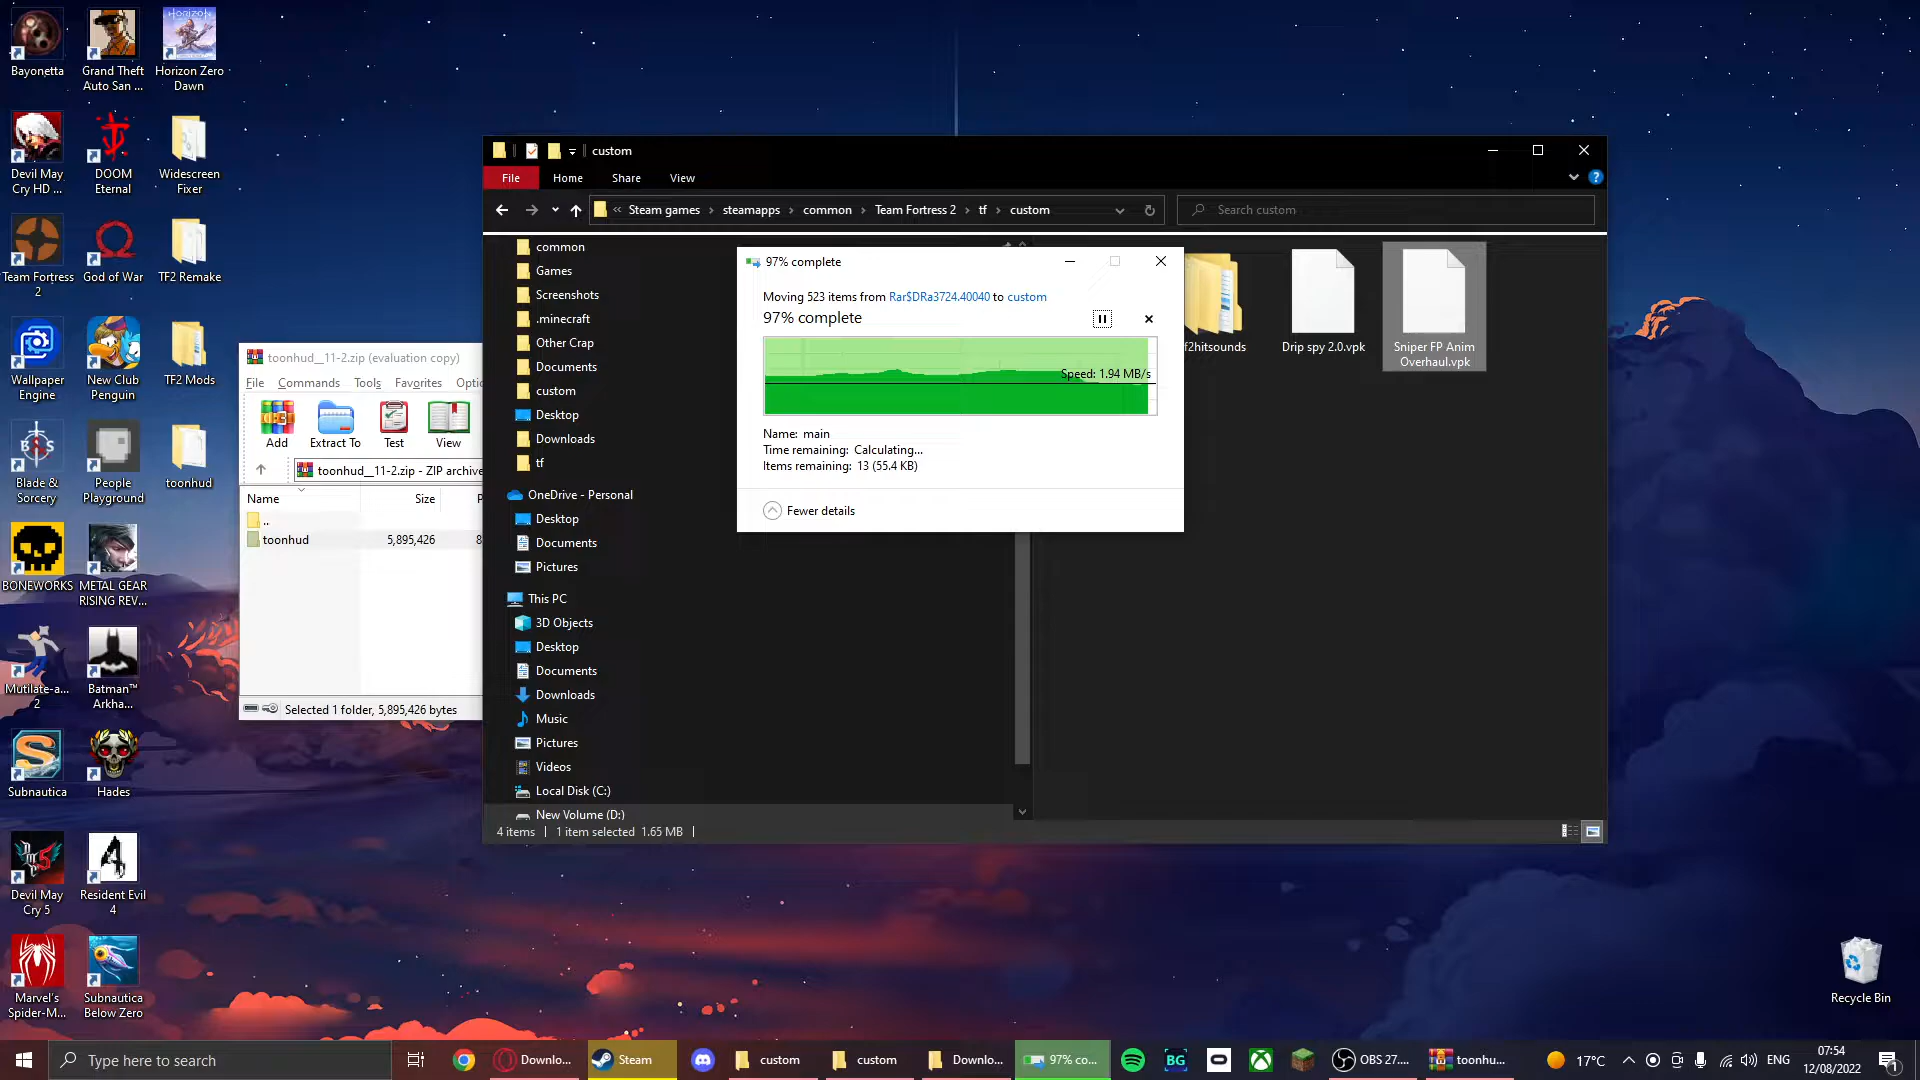 Bayonetta
Grand Theft
Auto San ...
Horizon Zero
Dawn
Devil May
Cry HD ...
DOOM
Eternal
Widescreen
Fixer
Team Fortress
2
God of War
TF2 Remake
Wallpaper
Engine
New Club
Penguin
TF2 Mods
Blade &
Sorcery
People
Playground
toonhud
BONEWORKS
METAL GEAR
RISING REV...
Mutilate-a...
2
Batman™
Arkha...
Subnautica
Hades
Devil May
Cry 5
Resident Evil
4
Marvel's
Spider-M...
Subnautica
Below Zero
Recycle Bin
toonhud__11-2.zip (evaluation copy)
File Commands Tools Favorites Optio
Add Extract To Test View
toonhud__11-2.zip - ZIP archive
Name Size P
..
toonhud 5,895,426 8
Selected 1 folder, 5,895,426 bytes
custom
File Home Share View
« Steam games › steamapps › common › Team Fortress 2 › tf › custom
Search custom
common
Games
Screenshots
.minecraft
Other Crap
Documents
custom
Desktop
Downloads
tf
OneDrive - Personal
Desktop
Documents
Pictures
This PC
3D Objects
Desktop
Documents
Downloads
Music
Pictures
Videos
Local Disk (C:)
New Volume (D:)
4 items 1 item selected 1.65 MB
f2hitsounds
Drip spy 2.0.vpk
Sniper FP Anim
Overhaul.vpk
97% complete
Moving 523 items from Rar$DRa3724.40040 to custom
97% complete
Speed: 1.94 MB/s
Name: main
Time remaining: Calculating...
Items remaining: 13 (55.4 KB)
Fewer details
Type here to search
Downlo...
Steam
custom
custom
Downlo...
97% co...
BG
OBS 27....
toonhu...
17°C
ENG
07:54
12/08/2022
1